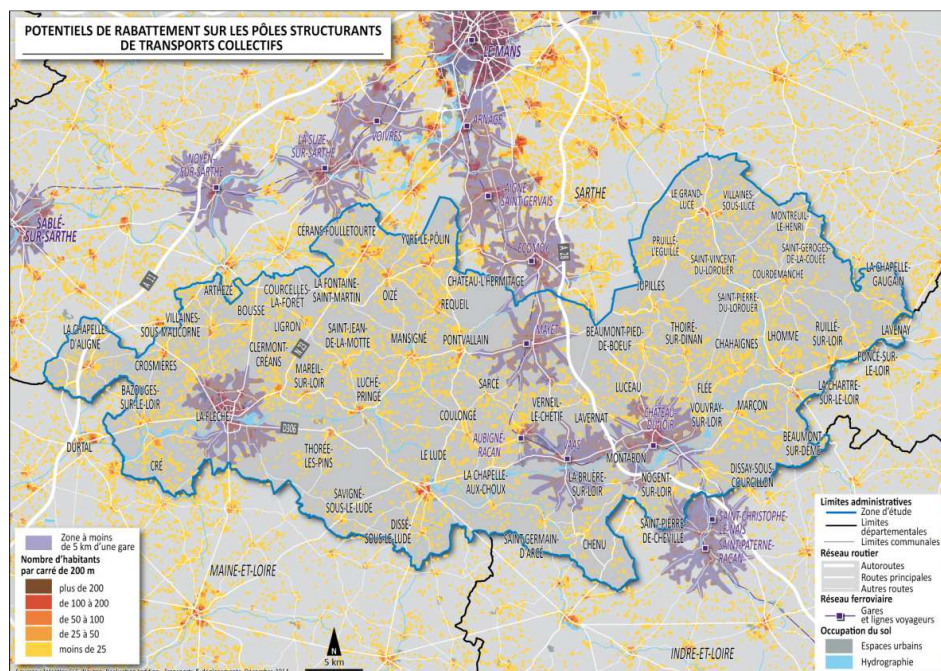 POTENTIELS DE RABATTEMENT SUR LES PÔLES STRUCTURANTS
DE TRANSPORTS COLLECTIFS
LE MANS
ARNAGE
VOIVRES
LA SUZE-
SUR-SARTHE
NOYEN-
SUR-SARTHE
SABLÉ-
SUR-SARTHE
LAIGNÉ-
SAINT-GERVAIS
SARTHE
ECOMOY
A 28
A 11
LE GRAND-
LUCÉ
VILLAINES-
SOUS-LUCÉ
MONTREUIL-
LE-HENRI
PRUILLÉ-
L'ÉGUILLÉ
SAINT-VINCENT-
DU-LOROUER
SAINT-GEROGES-
DE-LA-COUÉE
COURDEMANCHE
LA CHAPELLE-
GAUGAIN
CÉRANS-FOULLETOURTE
YVRÉ-LE-PÔLIN
CHATEAU-L'HERMITAGE
JUPILLES
SAINT-PIERRE-
DU-LOROUER
LA FONTAINE-
SAINT-MARTIN
OIZÉ
REQUEIL
COURCELLES-
LA-FORÊT
ARTHEZÉ
BOUSSE
VILLAINES-
SOUS-MALICORNE
LIGRON
SAINT-JEAN-
DE-LA-MOTTE
MANSIGNÉ
PONTVALLAIN
MAYET
BEAUMONT-PIED-
DE-BOEUF
THOIRÉ-
SUR-DINAN
CHAHAIGNES
LHOMME
RUILLÉ-
SUR-LOIR
LAVENAY
PONCÉ-SUR-
LE-LOIR
LA CHAPELLE-
D'ALIGNÉ
CROSMIÈRES
CLERMONT-
CRÉANS
A 23
MAREIL-
SUR-LOIR
LUCHÉ-
PRINGÉ
SARCÉ
COULONGÉ
VERNEIL-
LE-CHETIF
LAVERNAT
LUCEAU
FLÉE
VOUVRAY-
SUR-LOIR
MARÇON
LA CHARTRE-
SUR-LE-LOIR
BAZOUGES-
SUR-LE-LOIR
LA FLÈCHE
D306
DURTAL
CRÉ
THORÉE-
LES-PINS
LE LUDE
AUBIGNÉ-
RACAN
VAAS
CHÂTEAU-
DU-LOIR
MONTABON
BEAUMONT
SUR-DÊME
DISSAY-SOUS-
COURCILLON
LA CHAPELLE-
AUX-CHOUX
LA BRUÈRE-
SUR-LOIR
NOGENT-
SUR-LOIR
SAVIGNÉ-
SOUS-LE-LUDE
DISSÉ-
SOUS-LE-LUDE
SAINT GERMAIN-
D'ARCÉ
CHENU
SAINT-PIERRE-
DE-CHEVILLÉ
SAINT-CHRISTOPHE-
LE-NAIS
SAINT-PATERNE-
RACAN
MAINE-ET-LOIRE
INDRE-ET-LOIRE
Zone à moins
de 5 km d'une gare
Nombre d'habitants
par carré de 200 m
plus de 200
de 100 à 200
de 50 à 100
de 25 à 50
moins de 25
N
5 km
Limites administratives
Zone d'étude
Limites
départementales
Limites communales
Réseau routier
Autoroutes
Routes principales
Autres routes
Réseau ferroviaire
Gares
et lignes voyageurs
Occupation du sol
Espaces urbains
Hydrographie